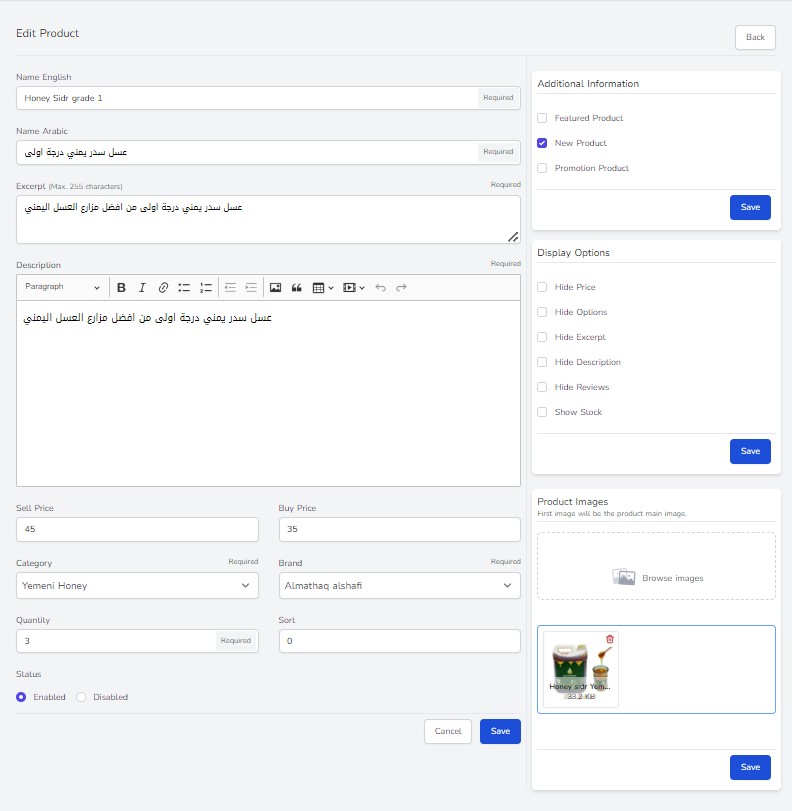 Edit Product
Back
Name English
Honey Sidr grade 1
Required
Name Arabic
عسل سدر يمني درجة اولى
Required
Excerpt (Max. 255 characters)
Required
عسل سدر يمني درجة اولى من افضل مزارع العسل اليمني
Description
Required
Paragraph
عسل سدر يمني درجة اولى من افضل مزارع العسل اليمني
Sell Price
Buy Price
45
35
Category
Required
Brand
Required
Yemeni Honey
Almathaq alshafi
Quantity
Sort
3
Required
0
Status
Enabled
Disabled
Cancel
Save
Additional Information
Featured Product
New Product
Promotion Product
Save
Display Options
Hide Price
Hide Options
Hide Excerpt
Hide Description
Hide Reviews
Show Stock
Save
Product Images
First image will be the product main image.
Browse images
Honey sidr Yem...
33.2 KB
Save